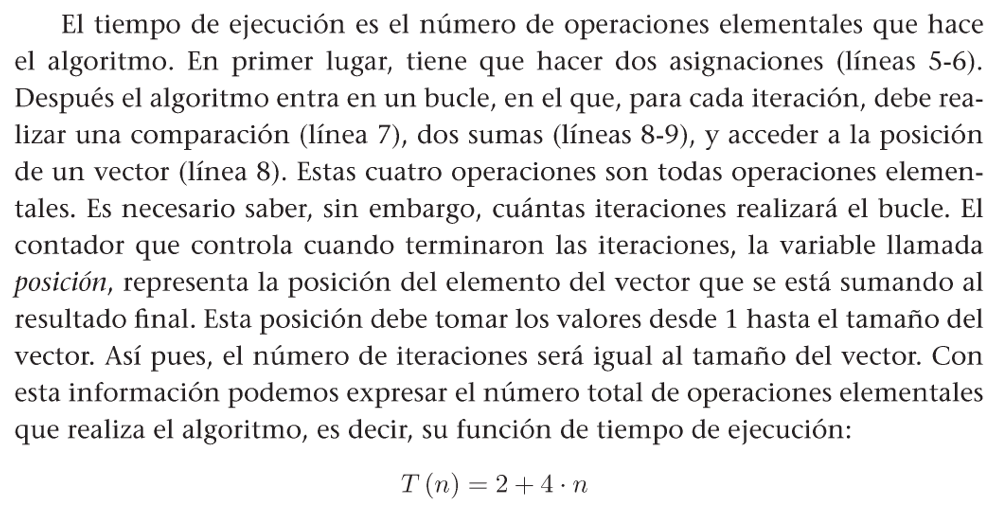 El tiempo de ejecución es el número de operaciones elementales que hace
el algoritmo. En primer lugar, tiene que hacer dos asignaciones (líneas 5-6).
Después el algoritmo entra en un bucle, en el que, para cada iteración, debe rea-
lizar una comparación (línea 7), dos sumas (líneas 8-9), y acceder a la posición
de un vector (línea 8). Estas cuatro operaciones son todas operaciones elemen-
tales. Es necesario saber, sin embargo, cuántas iteraciones realizará el bucle. El
contador que controla cuando terminaron las iteraciones, la variable llamada
posición, representa la posición del elemento del vector que se está sumando al
resultado final. Esta posición debe tomar los valores desde 1 hasta el tamaño del
vector. Así pues, el número de iteraciones será igual al tamaño del vector. Con
esta información podemos expresar el número total de operaciones elementales
que realiza el algoritmo, es decir, su función de tiempo de ejecución:
T (n) = 2 + 4 · n